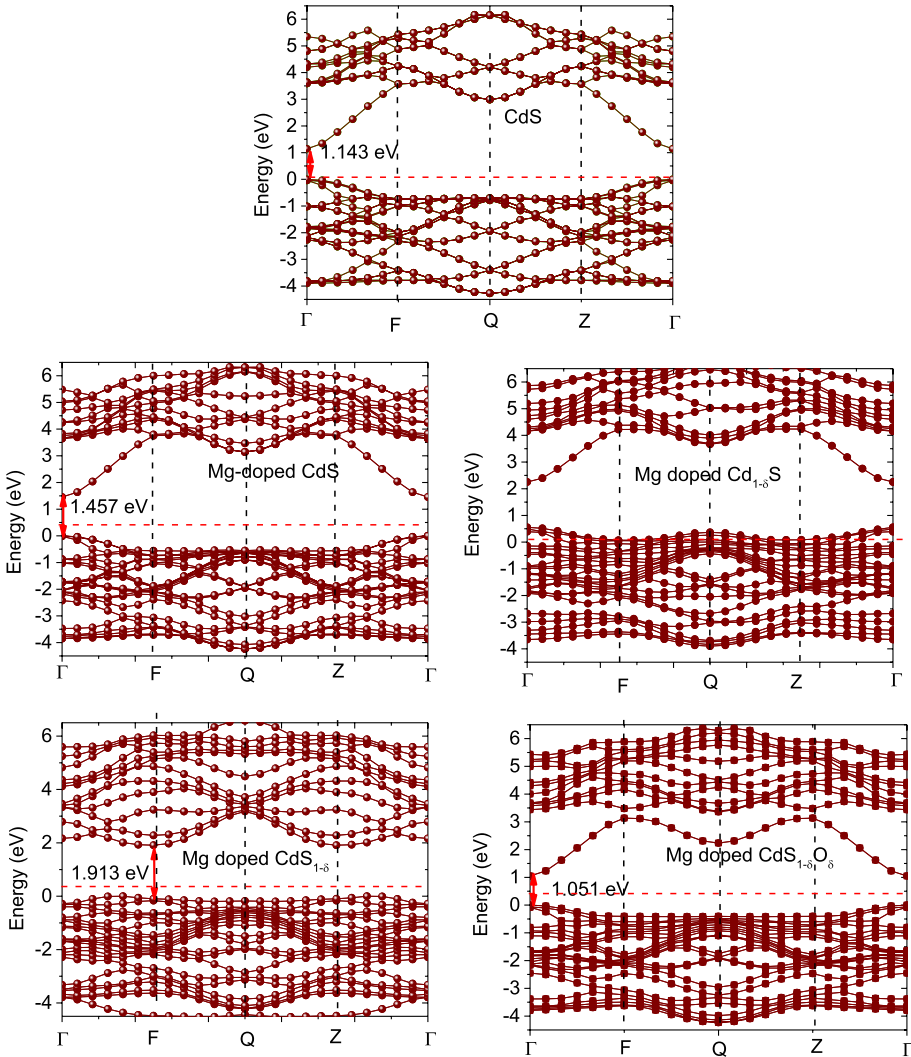 6
5
4
3
2
1
0
-1
-2
-3
-4
Energy (eV)
CdS
1.143 eV
Γ F Q Z Γ
6
5
4
3
2
1
0
-1
-2
-3
-4
Energy (eV)
Mg-doped CdS
1.457 eV
Γ F Q Z Γ
6
5
4
3
2
1
0
-1
-2
-3
-4
Energy (eV)
Mg doped Cd₁₋δS
Γ F Q Z Γ
6
4
2
0
-2
-4
Energy (eV)
Mg doped CdS₁₋δ
1.913 eV
Γ F Q Z Γ
6
5
4
3
2
1
0
-1
-2
-3
-4
Energy (eV)
Mg doped CdS₁₋δOδ
1.051 eV
Γ F Q Z Γ